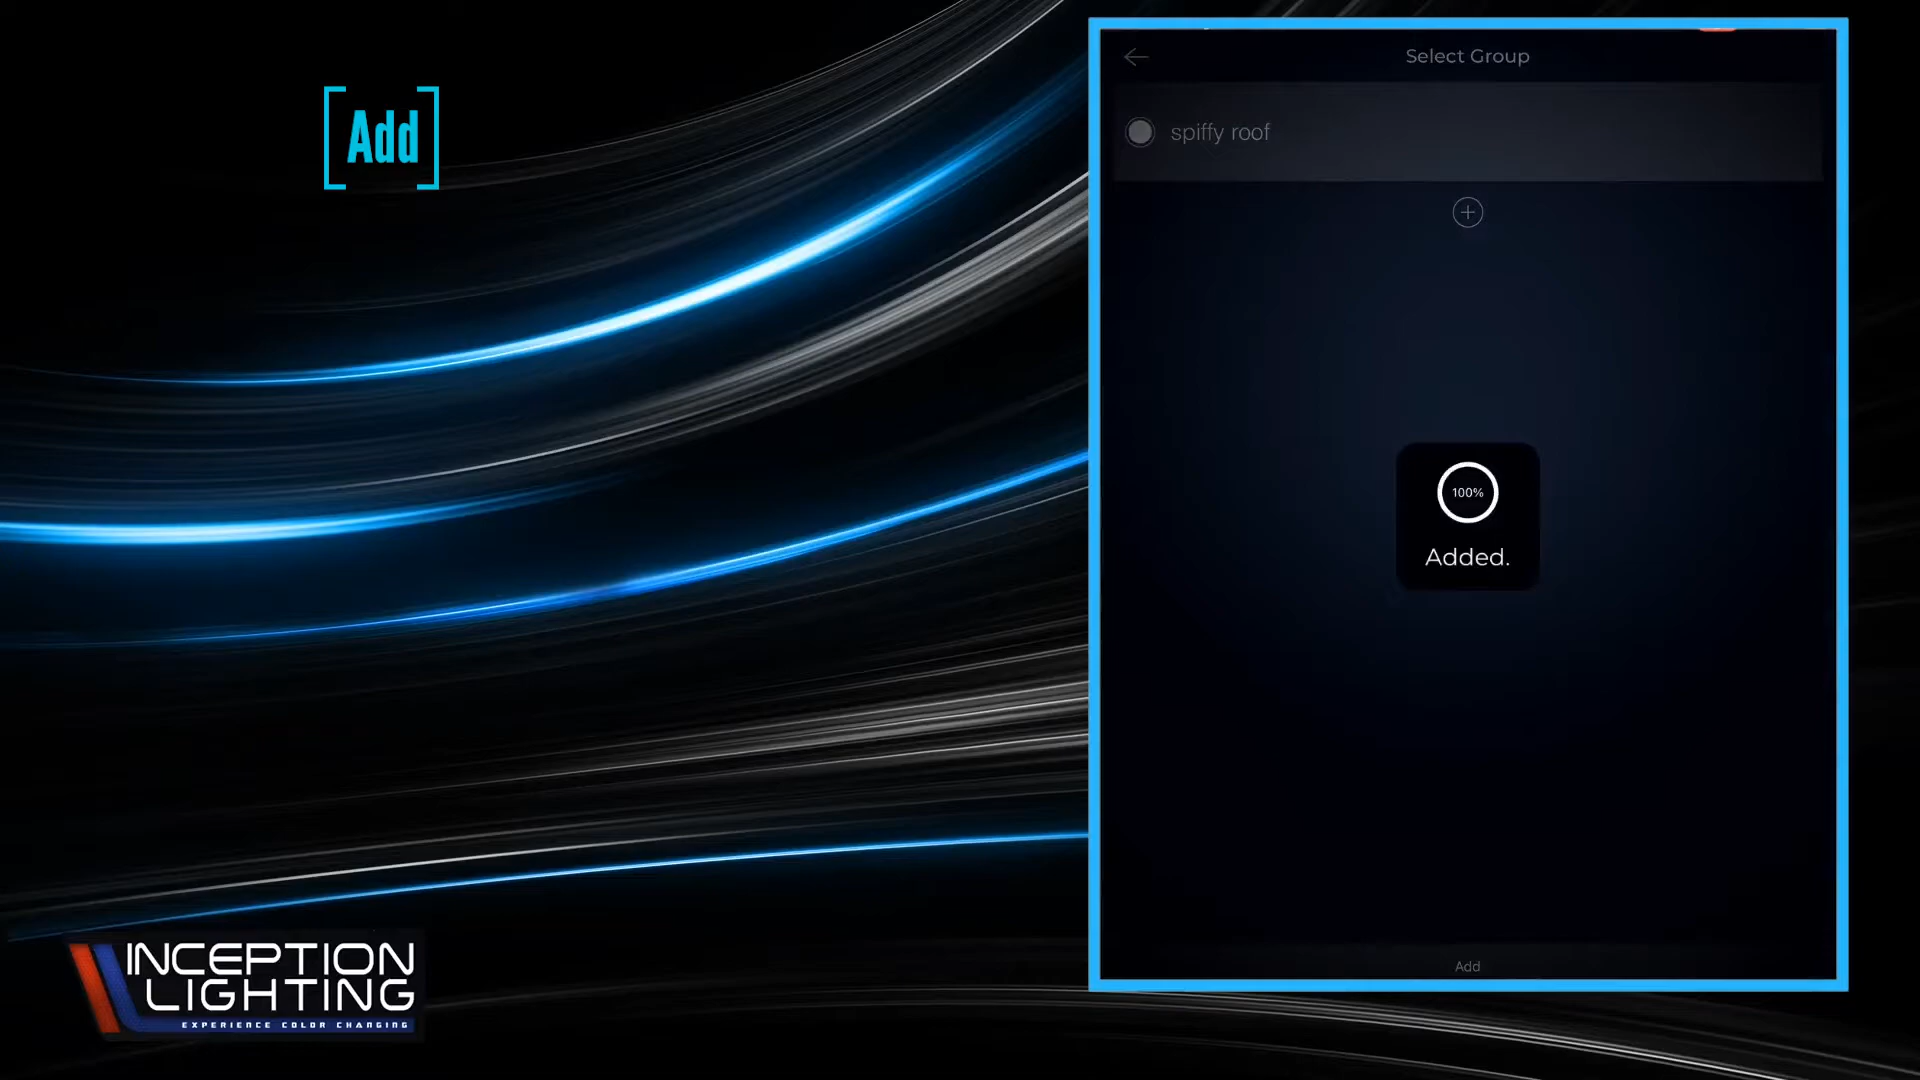 Add
Select Group
spiffy roof
100%
Added.
Add
INCEPTION
LIGHTING
EXPERIENCE COLOR CHANGING